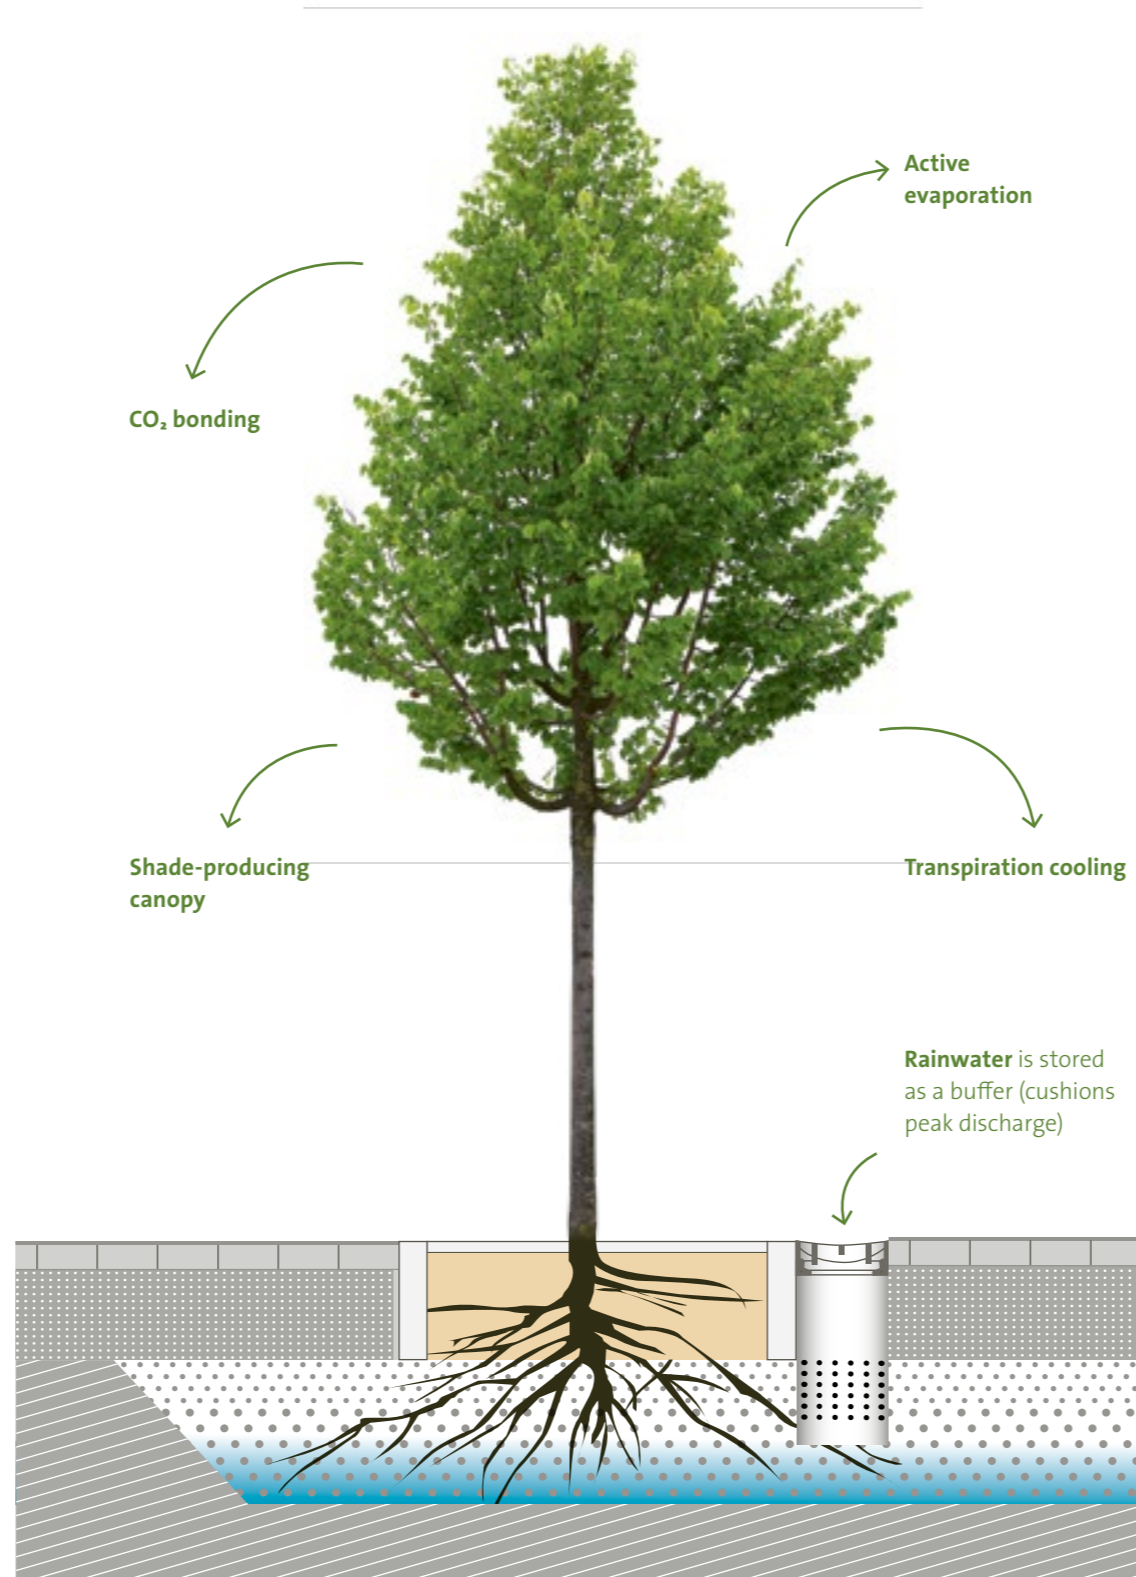 Active
evaporation
CO₂ bonding
Shade-producing
canopy
Transpiration cooling
Rainwater is stored
as a buffer (cushions
peak discharge)